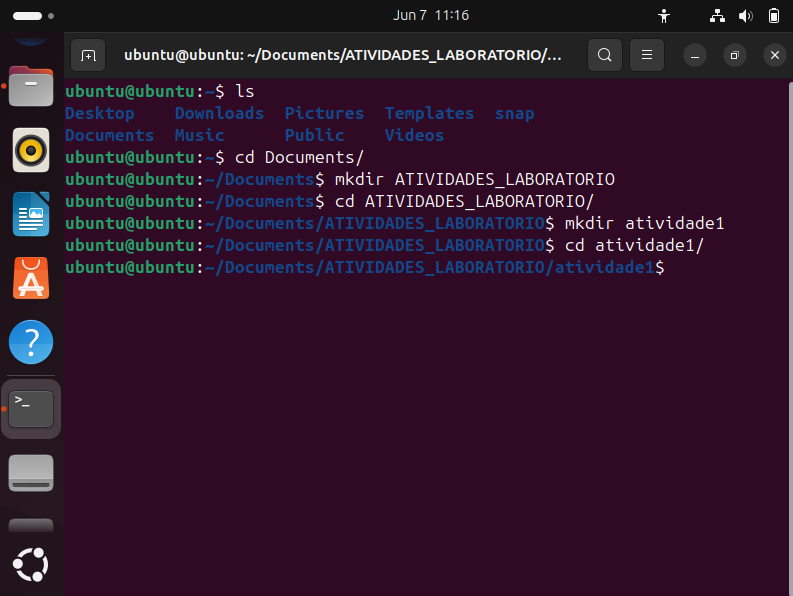 Jun 7 11:16
ubuntu@ubuntu: ~/Documents/ATIVIDADES_LABORATORIO/...
ubuntu@ubuntu:~$ ls
Desktop Downloads Pictures Templates snap
Documents Music Public Videos
ubuntu@ubuntu:~$ cd Documents/
ubuntu@ubuntu:~/Documents$ mkdir ATIVIDADES_LABORATORIO
ubuntu@ubuntu:~/Documents$ cd ATIVIDADES_LABORATORIO/
ubuntu@ubuntu:~/Documents/ATIVIDADES_LABORATORIO$ mkdir atividade1
ubuntu@ubuntu:~/Documents/ATIVIDADES_LABORATORIO$ cd atividade1/
ubuntu@ubuntu:~/Documents/ATIVIDADES_LABORATORIO/atividade1$